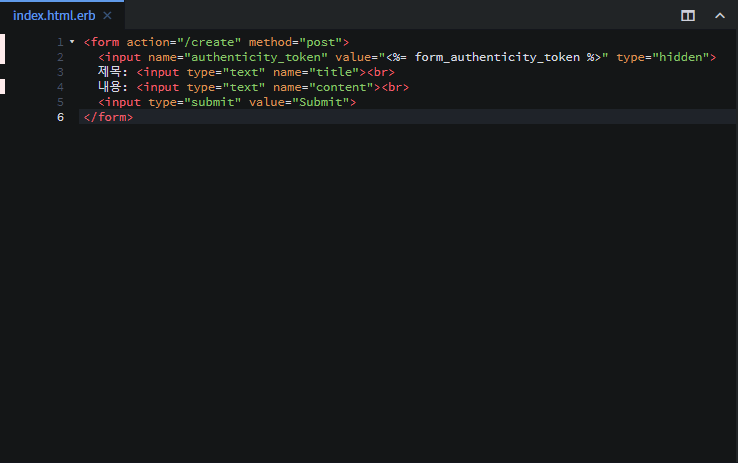 index.html.erb ×
1 <form action="/create" method="post">
2 <input name="authenticity_token" value="<%= form_authenticity_token %>" type="hidden">
3 제목: <input type="text" name="title"><br>
4 내용: <input type="text" name="content"><br>
5 <input type="submit" value="Submit">
6 </form>